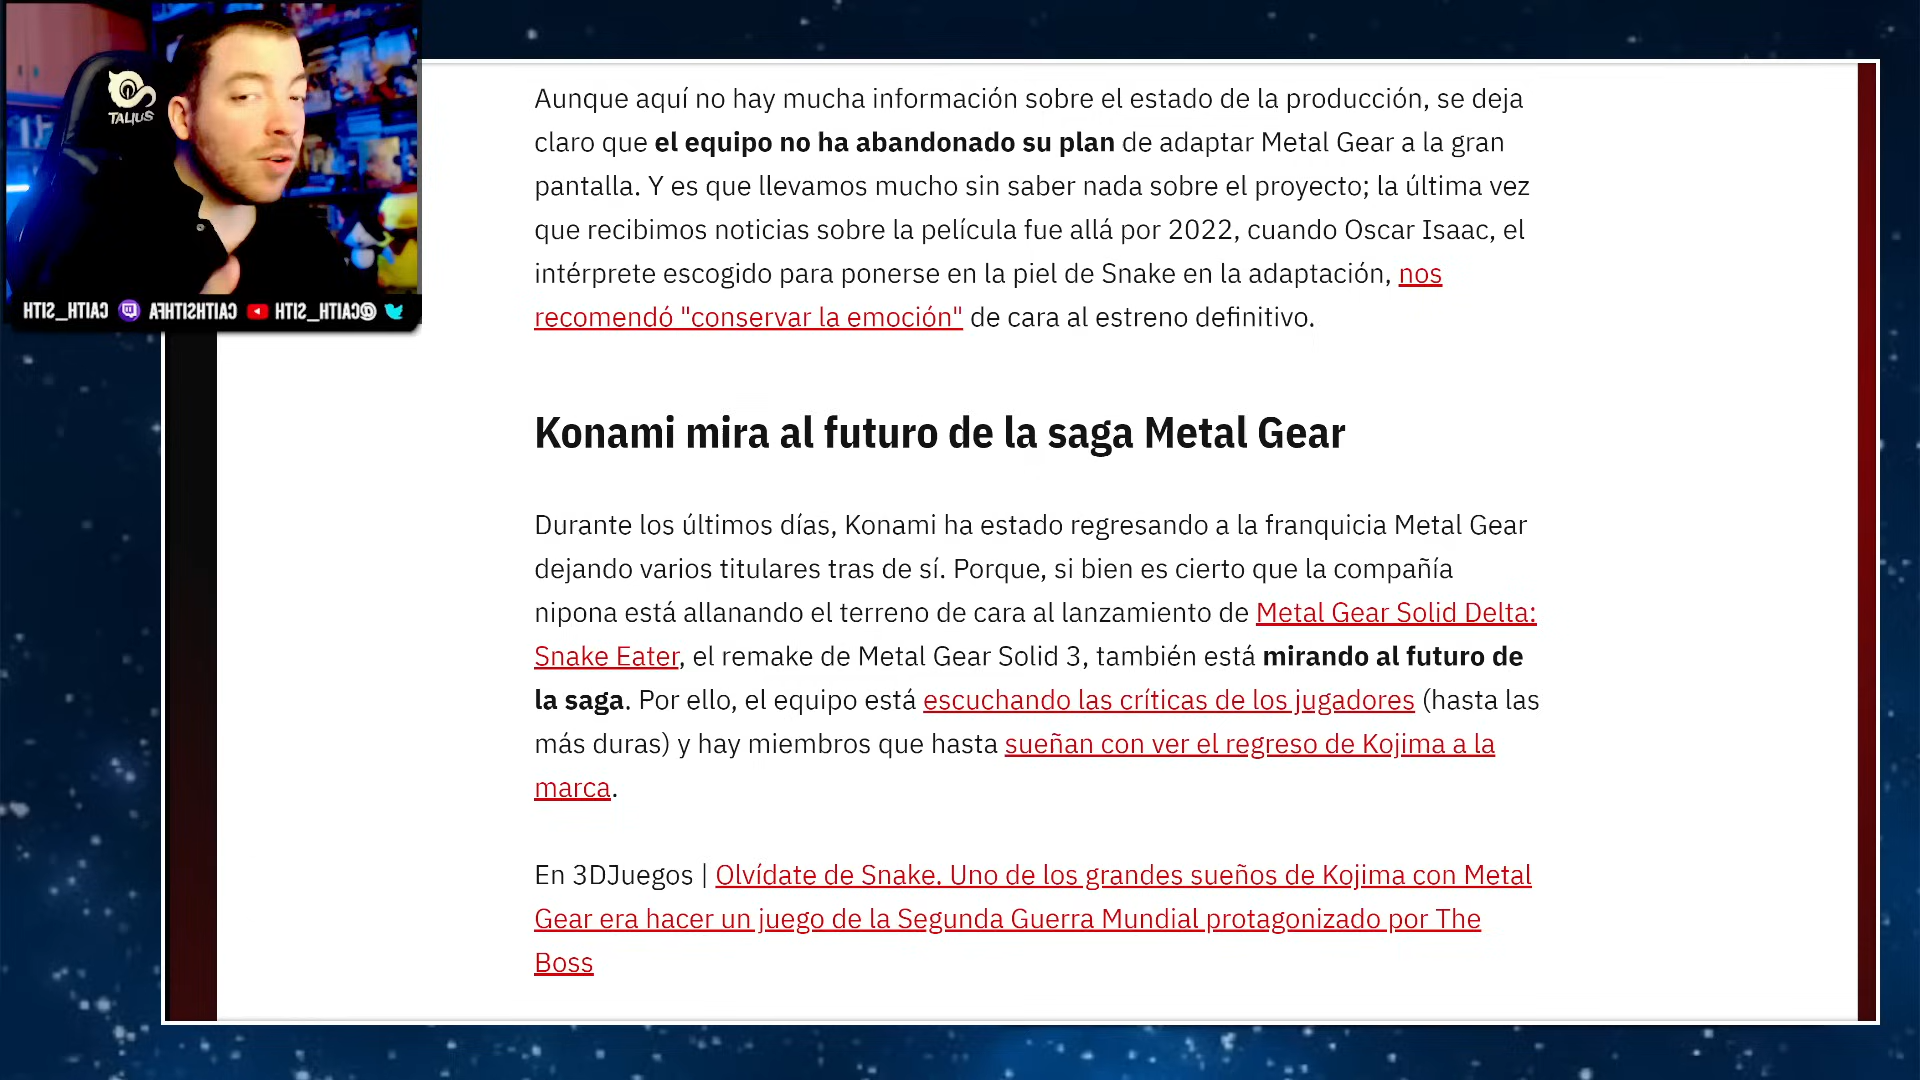 TALIUS
CAITH_SITH CAITHSITHFA @CAITH_SITH
Aunque aquí no hay mucha información sobre el estado de la producción, se deja
claro que el equipo no ha abandonado su plan de adaptar Metal Gear a la gran
pantalla. Y es que llevamos mucho sin saber nada sobre el proyecto; la última vez
que recibimos noticias sobre la película fue allá por 2022, cuando Oscar Isaac, el
intérprete escogido para ponerse en la piel de Snake en la adaptación, nos
recomendó "conservar la emoción" de cara al estreno definitivo.
Konami mira al futuro de la saga Metal Gear
Durante los últimos días, Konami ha estado regresando a la franquicia Metal Gear
dejando varios titulares tras de sí. Porque, si bien es cierto que la compañía
nipona está allanando el terreno de cara al lanzamiento de Metal Gear Solid Delta:
Snake Eater, el remake de Metal Gear Solid 3, también está mirando al futuro de
la saga. Por ello, el equipo está escuchando las críticas de los jugadores (hasta las
más duras) y hay miembros que hasta sueñan con ver el regreso de Kojima a la
marca.
En 3DJuegos | Olvídate de Snake. Uno de los grandes sueños de Kojima con Metal
Gear era hacer un juego de la Segunda Guerra Mundial protagonizado por The
Boss